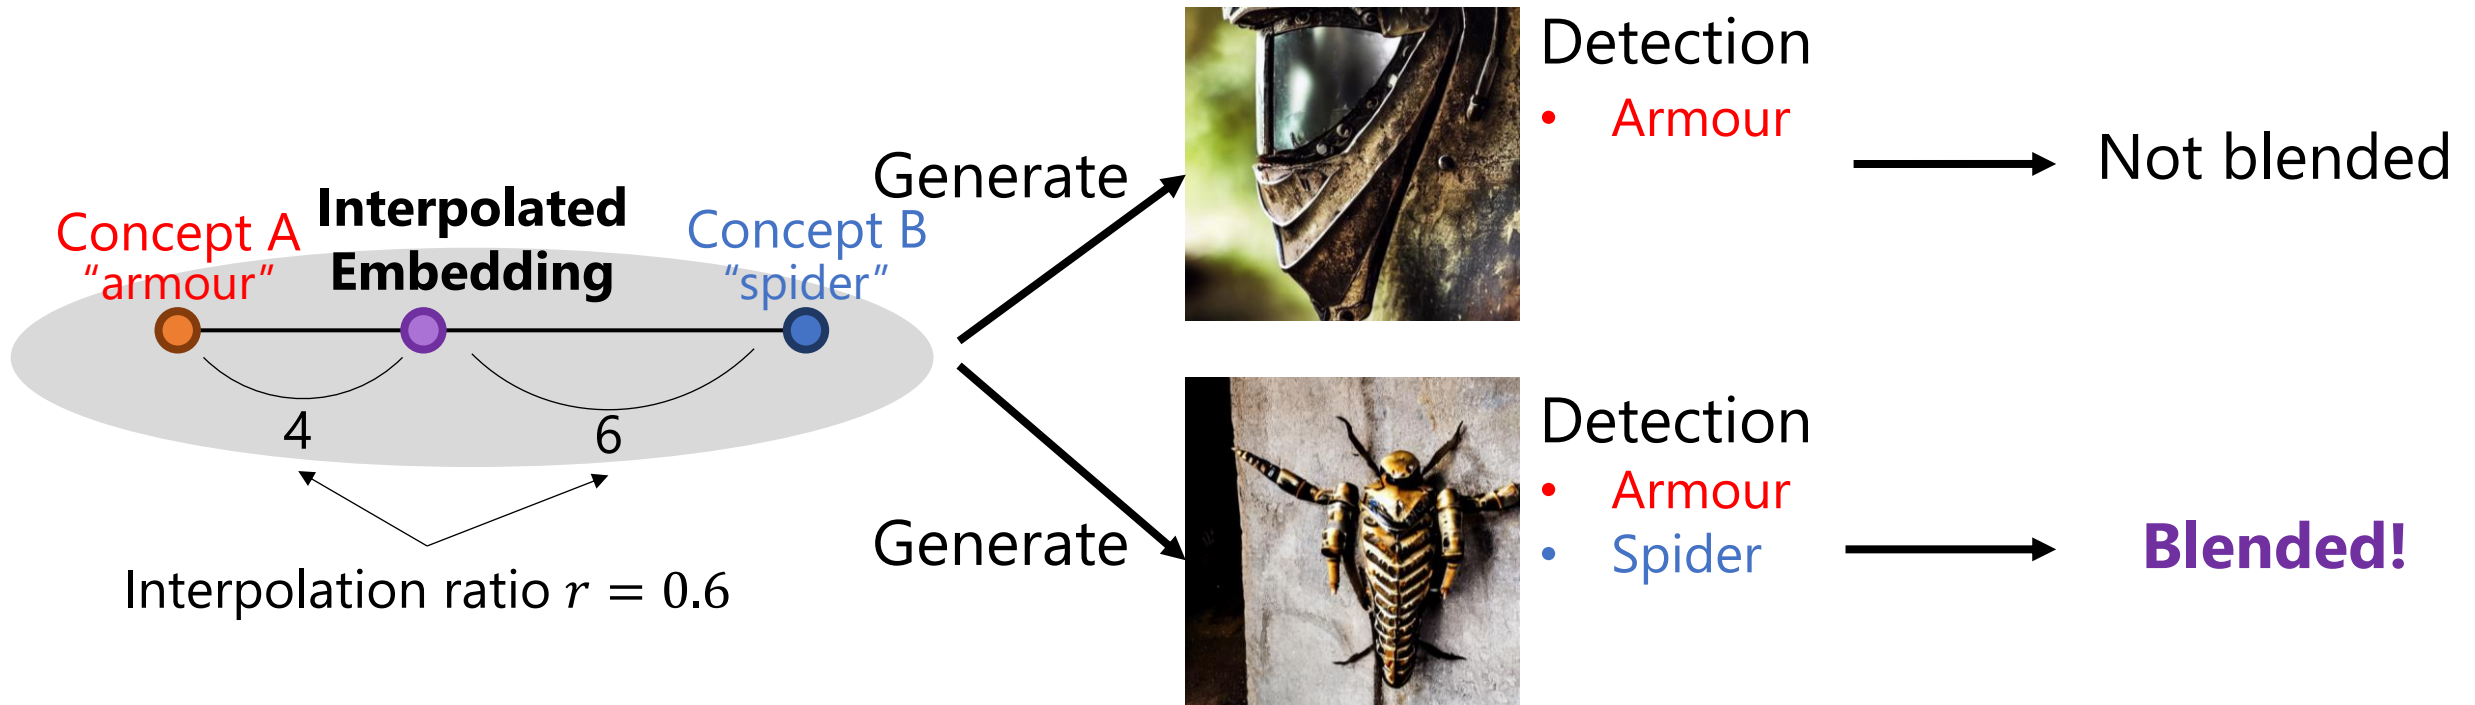 Concept A
“armour”
Interpolated
Embedding
Concept B
“spider”
4
6
Interpolation ratio r = 0.6
Generate
Generate
Detection
• Armour
Not blended
Detection
• Armour
• Spider
Blended!